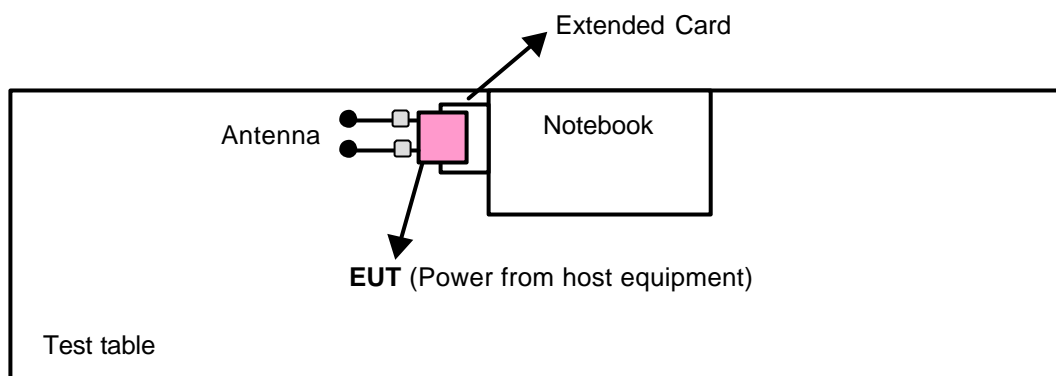 Extended Card
Antenna
Notebook
EUT (Power from host equipment)
Test table